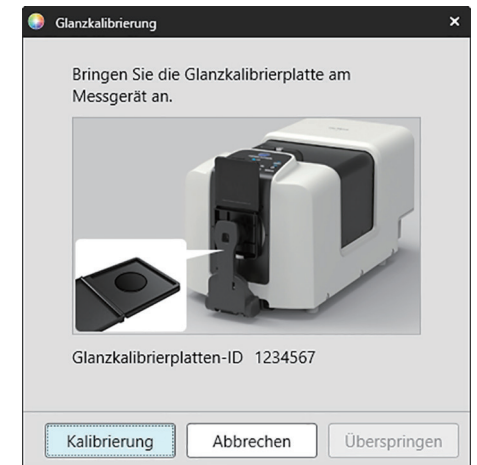 Glanzkalibrierung
Bringen Sie die Glanzkalibrierplatte am
Messgerät an.
Glanzkalibrierplatten-ID 1234567
Kalibrierung
Abbrechen
Überspringen